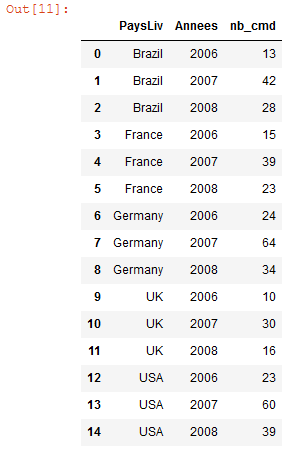 Out[11]:
PaysLiv Annees nb_cmd
0 Brazil 2006 13
1 Brazil 2007 42
2 Brazil 2008 28
3 France 2006 15
4 France 2007 39
5 France 2008 23
6 Germany 2006 24
7 Germany 2007 64
8 Germany 2008 34
9 UK 2006 10
10 UK 2007 30
11 UK 2008 16
12 USA 2006 23
13 USA 2007 60
14 USA 2008 39